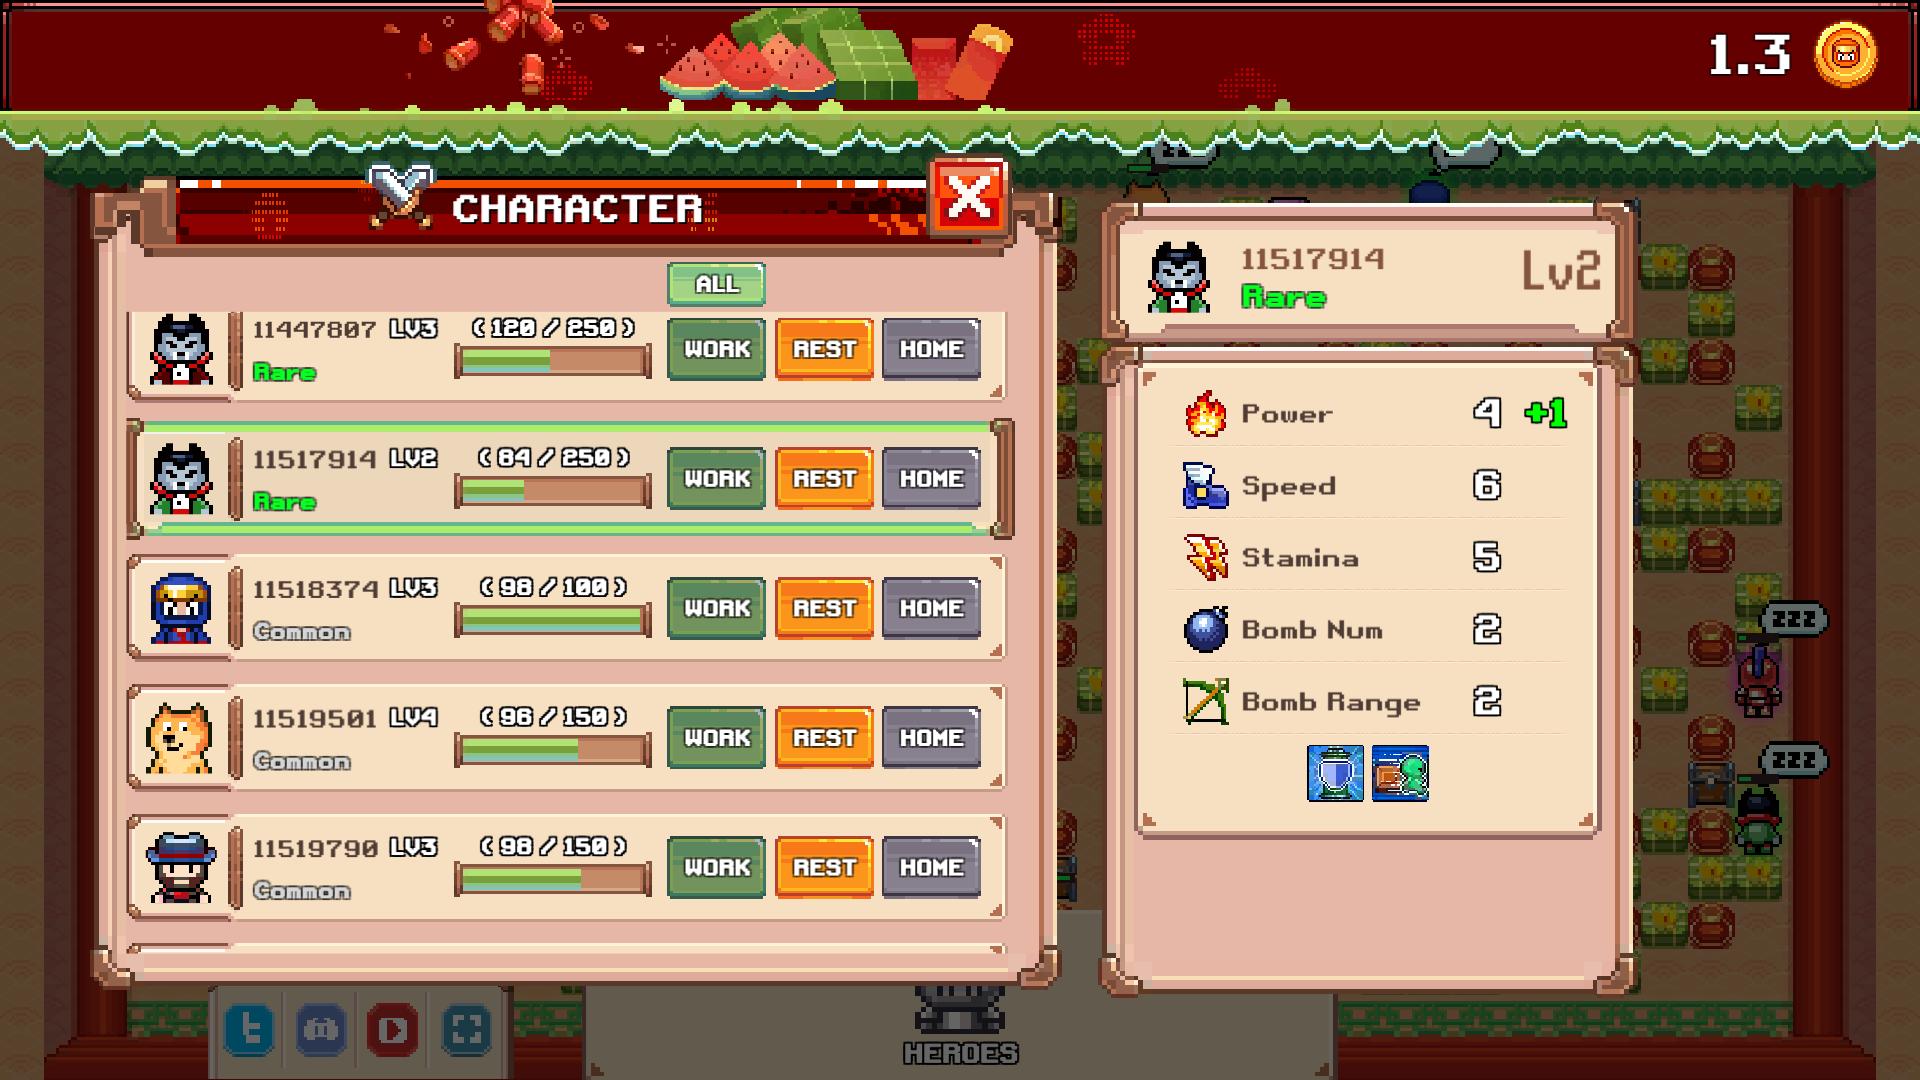 1.3
CHARACTER
ALL
11447807 LV3 (120/250) WORK REST HOME
Rare
11517914 LV2 (84/250) WORK REST HOME
Rare
11518374 LV3 (98/100) WORK REST HOME
Common
11519501 LV4 (96/150) WORK REST HOME
Common
11519790 LV3 (98/150) WORK REST HOME
Common
11517914 Lv2
Rare
Power 4 +1
Speed 6
Stamina 5
Bomb Num 2
Bomb Range 2
zzz
zzz
HEROES